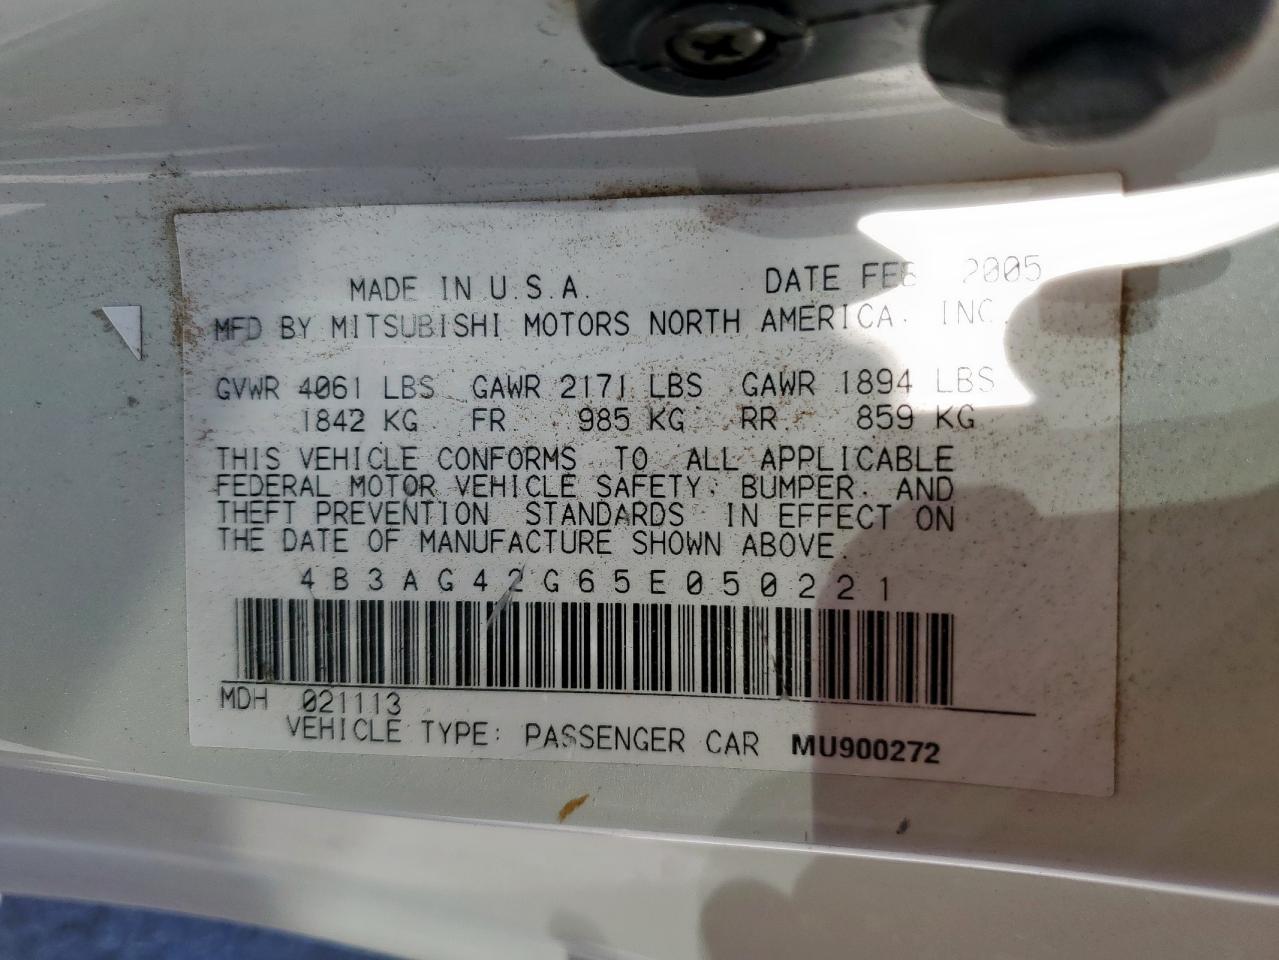 MADE IN U.S.A. DATE FEB 2005
MFD BY MITSUBISHI MOTORS NORTH AMERICA. INC.
GVWR 4061 LBS GAWR 2171 LBS GAWR 1894 LBS
1842 KG FR 985 KG RR 859 KG
THIS VEHICLE CONFORMS TO ALL APPLICABLE
FEDERAL MOTOR VEHICLE SAFETY. BUMPER. AND
THEFT PREVENTION STANDARDS IN EFFECT ON
THE DATE OF MANUFACTURE SHOWN ABOVE.
4B3AG42G65E050221
MDH 021113
VEHICLE TYPE: PASSENGER CAR MU900272